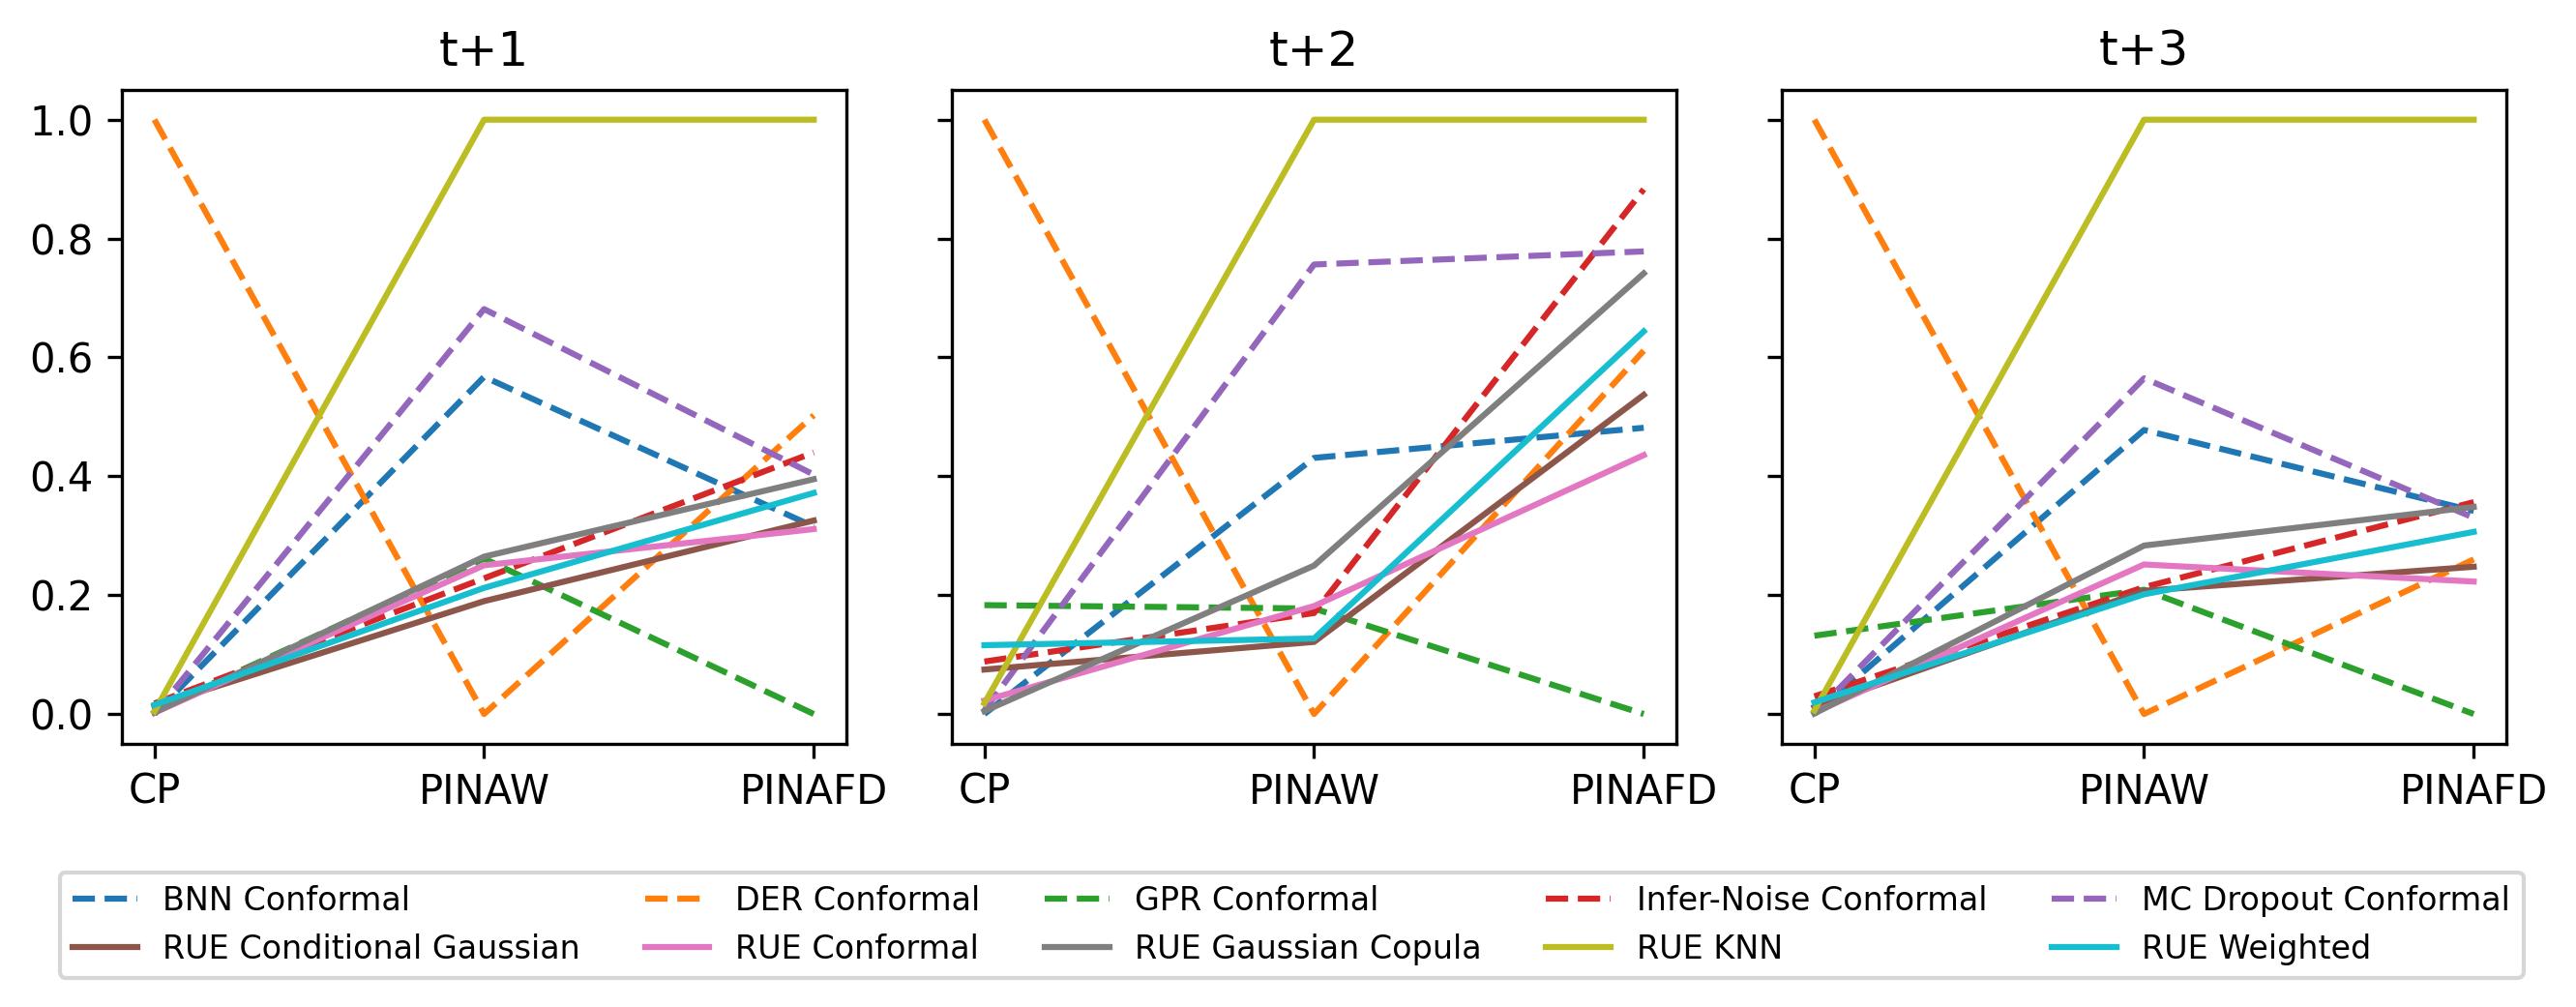 t+1 t+2 t+3
1.0
0.8
0.6
0.4
0.2
0.0
CP PINAW PINAFD CP PINAW PINAFD CP PINAW PINAFD
BNN Conformal DER Conformal GPR Conformal Infer-Noise Conformal MC Dropout Conformal
RUE Conditional Gaussian RUE Conformal RUE Gaussian Copula RUE KNN RUE Weighted